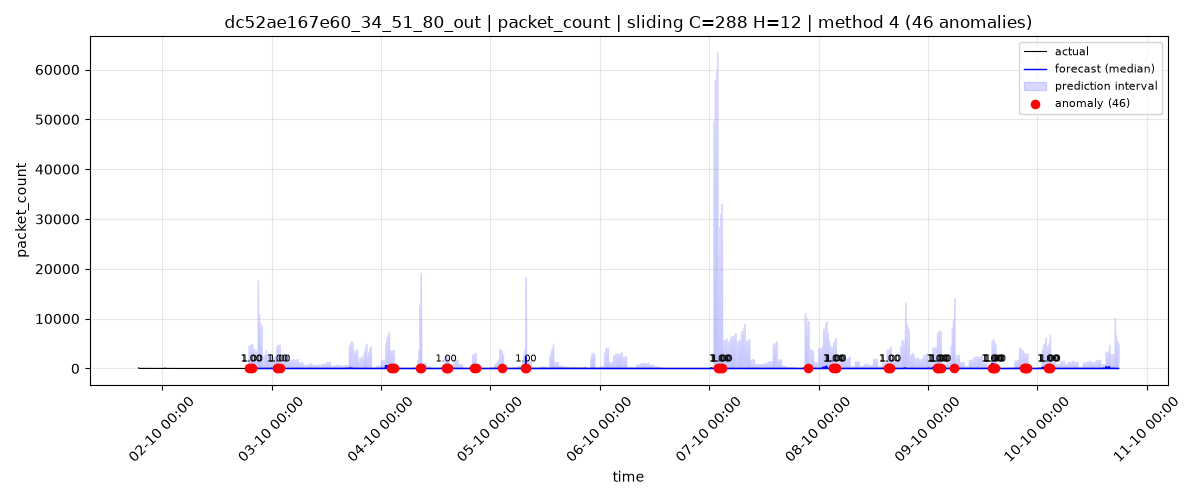 dc52ae167e60_34_51_80_out | packet_count | sliding C=288 H=12 | method 4 (46 anomalies)
actual
forecast (median)
prediction interval
anomaly (46)
packet_count
60000
50000
40000
30000
20000
10000
0
1.00 1.00 1.00 1.00 1.00 1.00 1.00 1.00 1.00 1.00
02-10 00:00
03-10 00:00
04-10 00:00
05-10 00:00
06-10 00:00
07-10 00:00
08-10 00:00
09-10 00:00
10-10 00:00
11-10 00:00
time